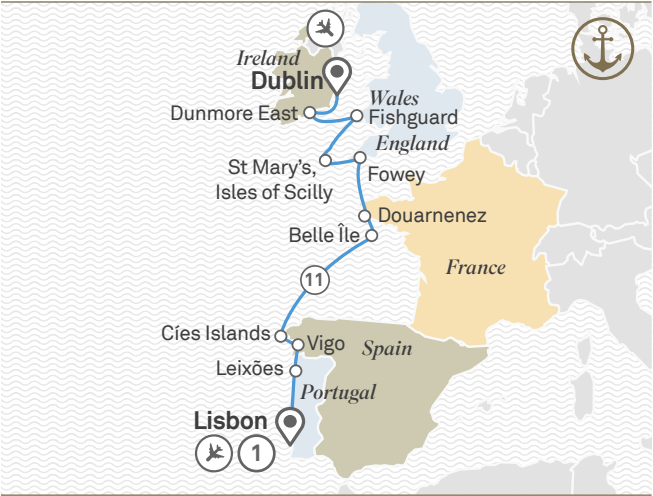 Ireland
Dublin
Wales
Dunmore East
Fishguard
England
St Mary's,
Isles of Scilly
Fowey
Douarnenez
Belle Île
France
11
Cíes Islands
Vigo
Spain
Leixões
Portugal
Lisbon
1